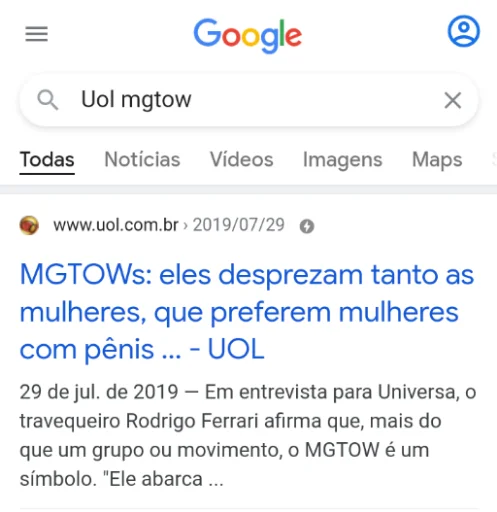 Google
Uol mgtow
Todas Notícias Vídeos Imagens Maps
www.uol.com.br › 2019/07/29
MGTOWs: eles desprezam tanto as
mulheres, que preferem mulheres
com pênis ... - UOL
29 de jul. de 2019 — Em entrevista para Universa, o
travequeiro Rodrigo Ferrari afirma que, mais do
que um grupo ou movimento, o MGTOW é um
símbolo. "Ele abarca ...